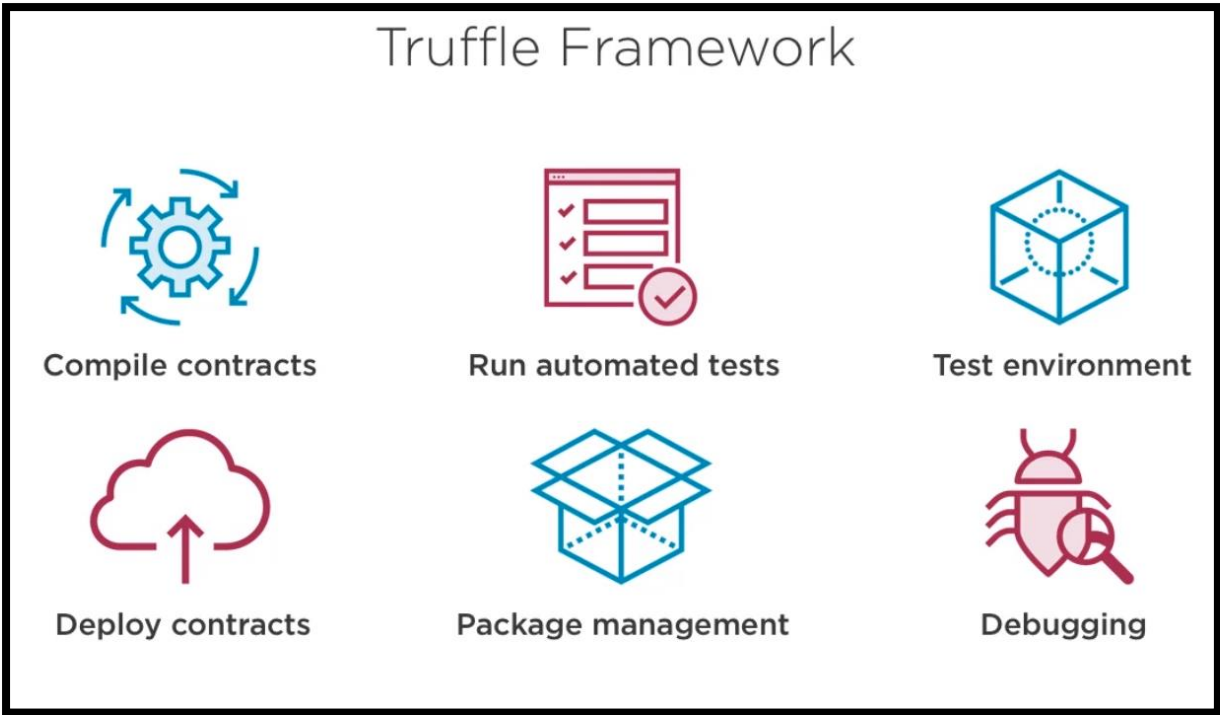 Truffle Framework
Compile contracts
Run automated tests
Test environment
Deploy contracts
Package management
Debugging